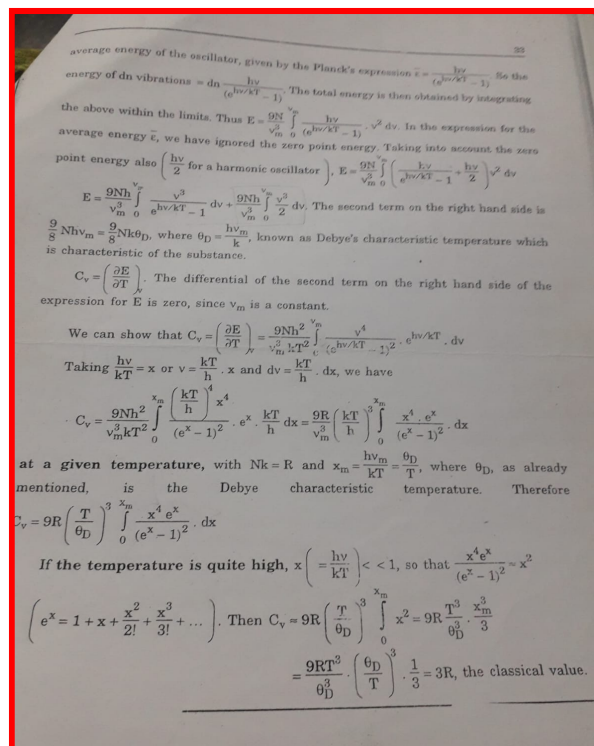 33
average energy of the oscillator, given by the Planck's expression ε̄ = hν/(e^(hν/kT) − 1). So the
energy of dn vibrations = dn hν/(e^(hν/kT) − 1). The total energy is then obtained by integrating
the above within the limits. Thus E = 9N/ν_m^3 ∫_0^(ν_m) hν/(e^(hν/kT) − 1) . ν^2 dν. In the expression for the
average energy ε̄, we have ignored the zero point energy. Taking into account the zero
point energy also (hν/2 for a harmonic oscillator), E = 9N/ν_m^3 ∫_0^(ν_m) (hν/(e^(hν/kT) − 1) + hν/2) ν^2 dν
E = 9Nh/ν_m^3 ∫_0^(ν_m) ν^3/(e^(hν/kT) − 1) dν + 9Nh/ν_m^3 ∫_0^(ν_m) ν^3/2 dν. The second term on the right hand side is
9/8 Nhν_m = 9/8 Nkθ_D, where θ_D = hν_m/k, known as Debye's characteristic temperature which
is characteristic of the substance.
C_v = (∂E/∂T)_v. The differential of the second term on the right hand side of the
expression for E is zero, since ν_m is a constant.
We can show that C_v = (∂E/∂T)_v = 9Nh^2/(ν_m^3 kT^2) ∫_0^(ν_m) ν^4/(e^(hν/kT) − 1)^2 . e^(hν/kT) . dν
Taking hν/kT = x or ν = kT/h . x and dν = kT/h . dx, we have
C_v = 9Nh^2/(ν_m^3 kT^2) ∫_0^(x_m) (kT/h)^4 x^4/(e^x − 1)^2 . e^x . kT/h dx = 9R/ν_m^3 (kT/h)^3 ∫_0^(x_m) x^4 . e^x/(e^x − 1)^2 . dx
at a given temperature, with Nk = R and x_m = hν_m/kT = θ_D/T, where θ_D, as already
mentioned, is the Debye characteristic temperature. Therefore
C_v = 9R (T/θ_D)^3 ∫_0^(x_m) x^4 e^x/(e^x − 1)^2 . dx
If the temperature is quite high, x (= hν/kT) < < 1, so that x^4 e^x/(e^x − 1)^2 ≈ x^2
(e^x = 1 + x + x^2/2! + x^3/3! + ...). Then C_v ≈ 9R (T/θ_D)^3 ∫_0^(x_m) x^2 = 9R T^3/θ_D^3 . x_m^3/3
= 9RT^3/θ_D^3 . (θ_D/T)^3 . 1/3 = 3R, the classical value.